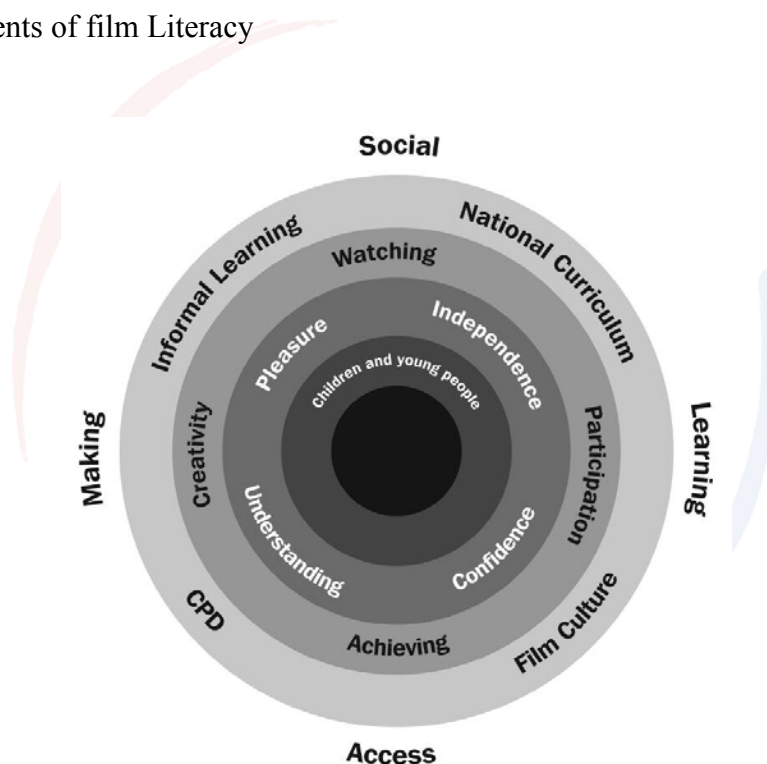 ents of film Literacy
Social
National Curriculum
Informal Learning
Watching
Independence
Pleasure
Children and young people
Making
Learning
Creativity
Participation
Understanding
Confidence
CPD
Film Culture
Achieving
Access